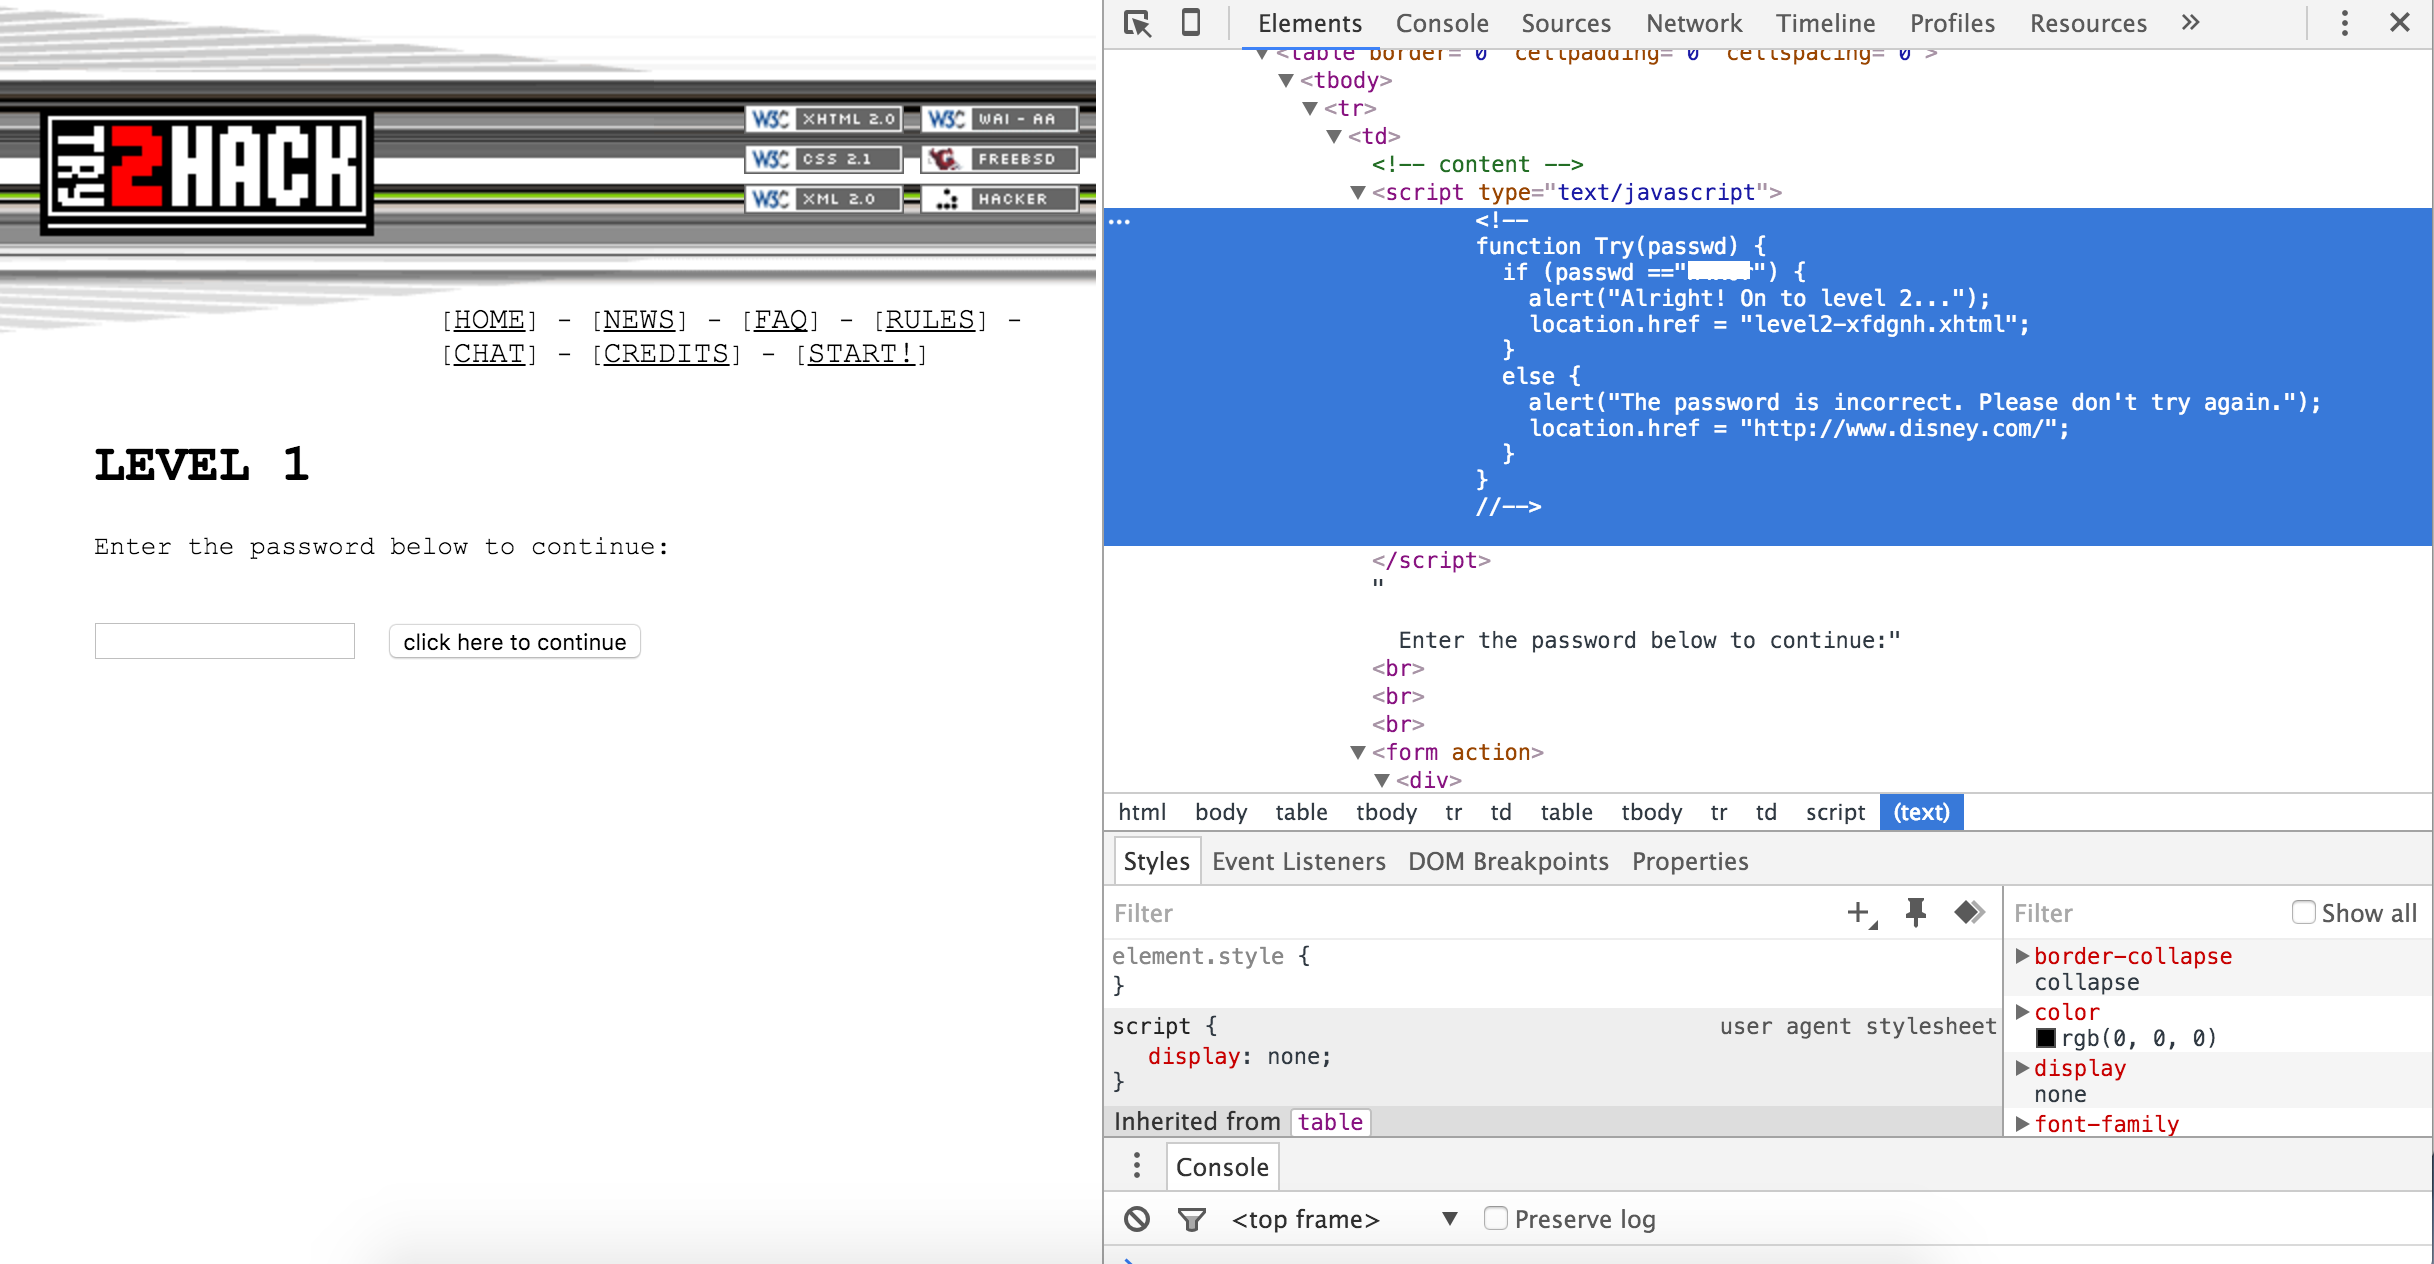 TRY
2HACK
W3C XHTML 2.0
W3C WAI - AA
W3C CSS 2.1
FREEBSD
W3C XML 2.0
HACKER
[HOME] - [NEWS] - [FAQ] - [RULES] -
[CHAT] - [CREDITS] - [START!]
LEVEL 1
Enter the password below to continue:
click here to continue
Elements Console Sources Network Timeline Profiles Resources »
<table border="0" cellpadding="0" cellspacing="0">
<tbody>
<tr>
<td>
<!-- content -->
<script type="text/javascript">
...
<!--
function Try(passwd) {
if (passwd =="") {
alert("Alright! On to level 2...");
location.href = "level2-xfdgnh.xhtml";
}
else {
alert("The password is incorrect. Please don't try again.");
location.href = "http://www.disney.com/";
}
}
//-->
</script>
"
Enter the password below to continue:"
<br>
<br>
<br>
<form action>
<div>
html body table tbody tr td table tbody tr td script (text)
Styles Event Listeners DOM Breakpoints Properties
Filter
element.style {
}
script { user agent stylesheet
display: none;
}
Inherited from table
Filter Show all
border-collapse
collapse
color
rgb(0, 0, 0)
display
none
font-family
Console
<top frame> Preserve log